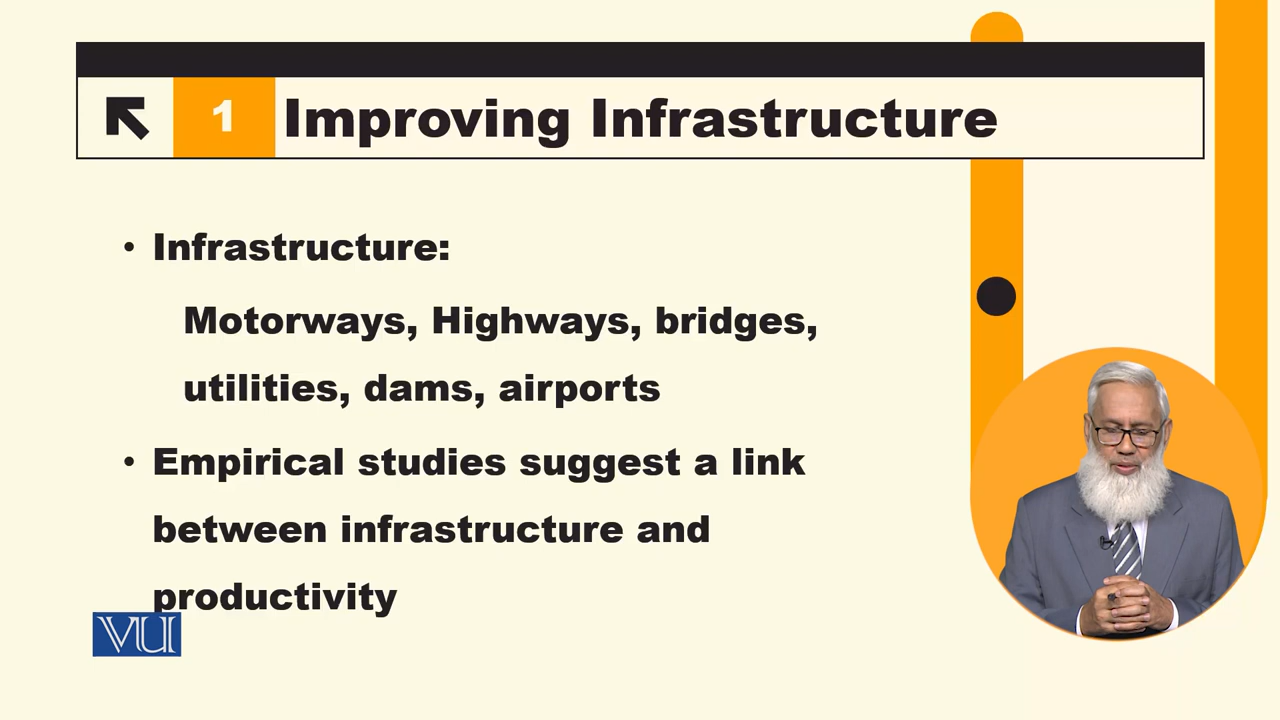 1 Improving Infrastructure
• Infrastructure:
Motorways, Highways, bridges,
utilities, dams, airports
• Empirical studies suggest a link
between infrastructure and
productivity
VU